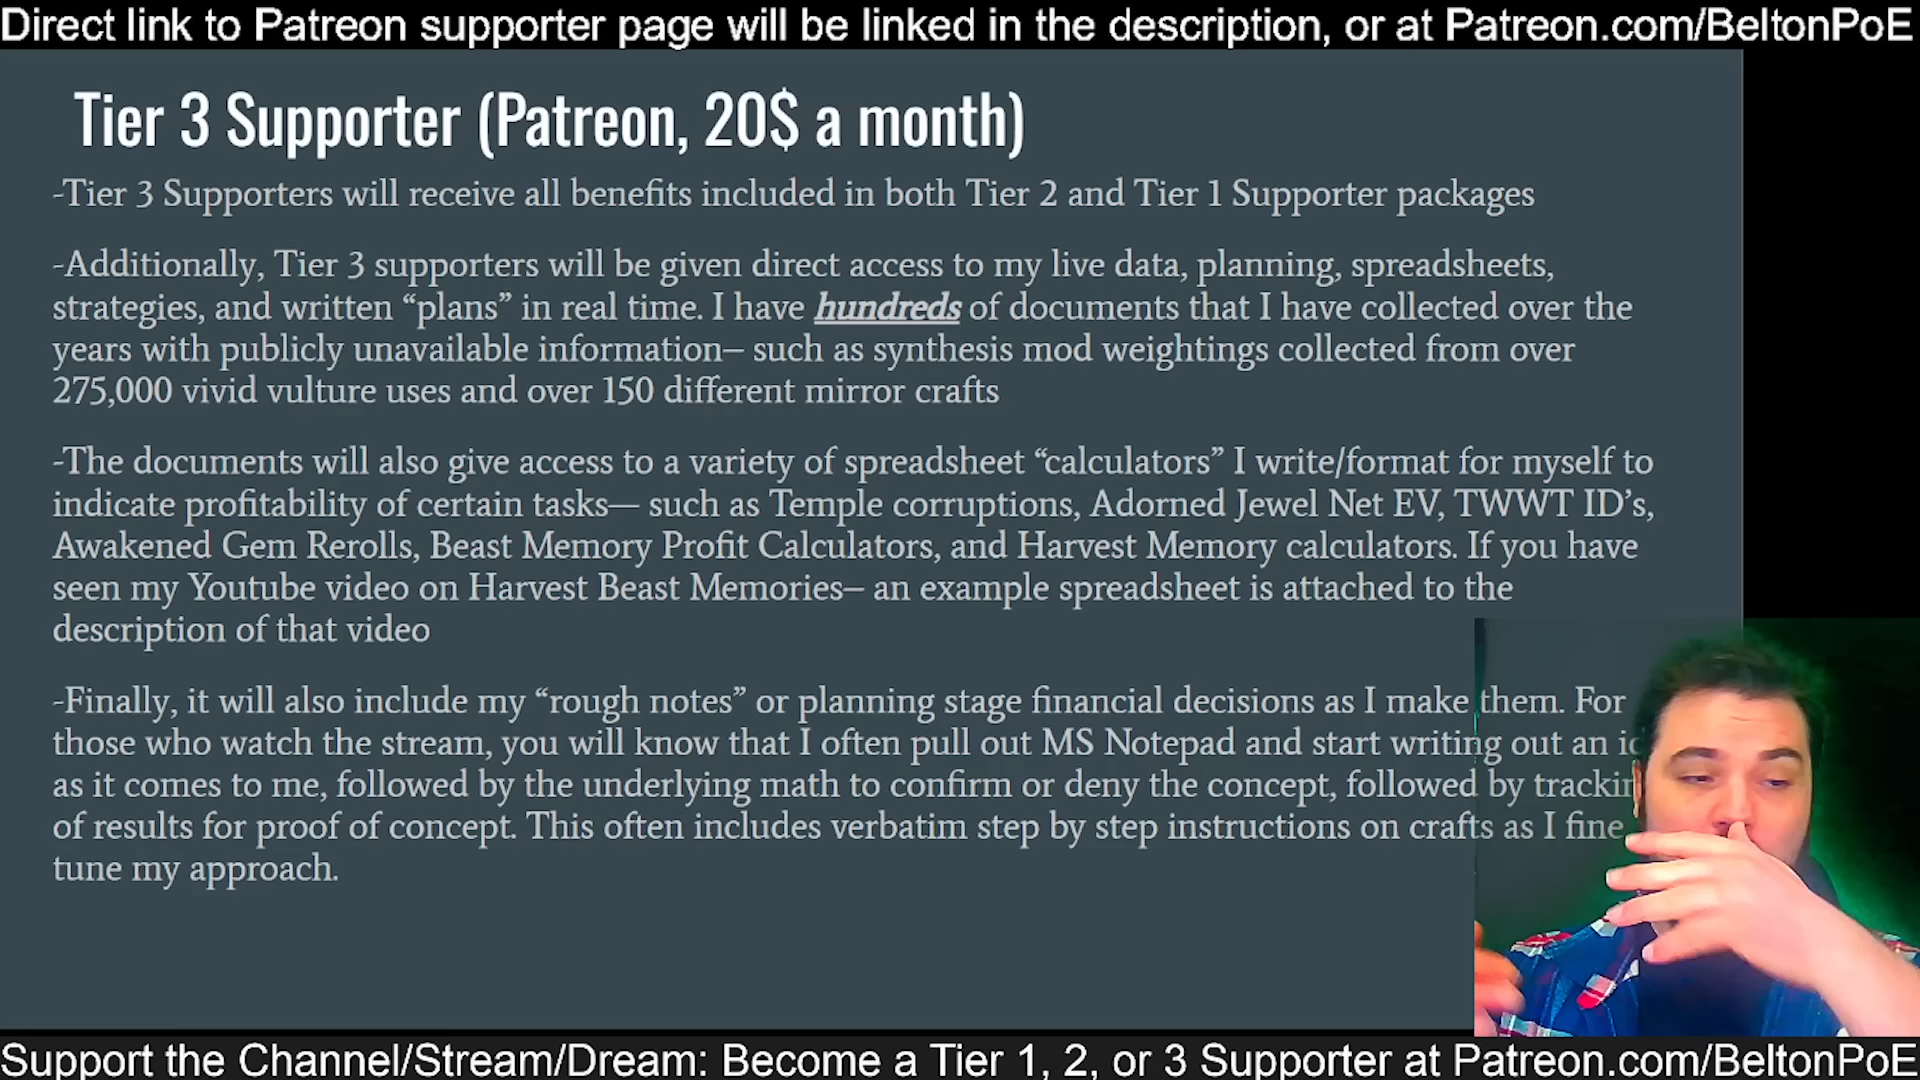 Direct link to Patreon supporter page will be linked in the description, or at Patreon.com/BeltonPoE
Tier 3 Supporter (Patreon, 20$ a month)
-Tier 3 Supporters will receive all benefits included in both Tier 2 and Tier 1 Supporter packages
-Additionally, Tier 3 supporters will be given direct access to my live data, planning, spreadsheets,
strategies, and written “plans” in real time. I have hundreds of documents that I have collected over the
years with publicly unavailable information– such as synthesis mod weightings collected from over
275,000 vivid vulture uses and over 150 different mirror crafts
-The documents will also give access to a variety of spreadsheet “calculators” I write/format for myself to
indicate profitability of certain tasks— such as Temple corruptions, Adorned Jewel Net EV, TWWT ID’s,
Awakened Gem Rerolls, Beast Memory Profit Calculators, and Harvest Memory calculators. If you have
seen my Youtube video on Harvest Beast Memories– an example spreadsheet is attached to the
description of that video
-Finally, it will also include my “rough notes” or planning stage financial decisions as I make them. For
those who watch the stream, you will know that I often pull out MS Notepad and start writing out an
as it comes to me, followed by the underlying math to confirm or deny the concept, followed by
of results for proof of concept. This often includes verbatim step by step instructions on crafts as I fine
tune my approach.
Support the Channel/Stream/Dream: Become a Tier 1, 2, or 3 Supporter at Patreon.com/BeltonPoE